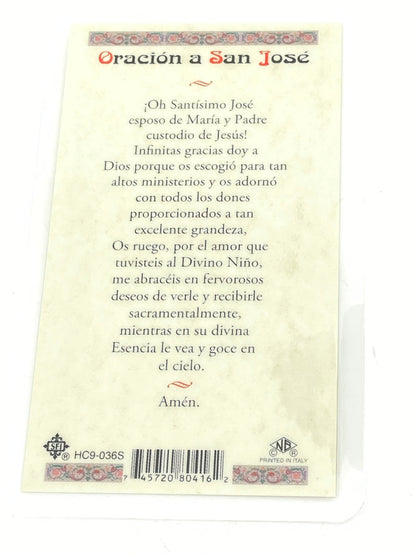 Oración a San José
¡Oh Santísimo José
esposo de María y Padre
custodio de Jesús!
Infinitas gracias doy a
Dios porque os escogió para tan
altos ministerios y os adornó
con todos los dones
proporcionados a tan
excelente grandeza,
Os ruego, por el amor que
tuvisteis al Divino Niño,
me abracéis en fervorosos
deseos de verle y recibirle
sacramentalmente,
mientras en su divina
Esencia le vea y goce en
el cielo.
Amén.
SFI ® HC9-036S
7 45720 80416 2
NB C R
PRINTED IN ITALY